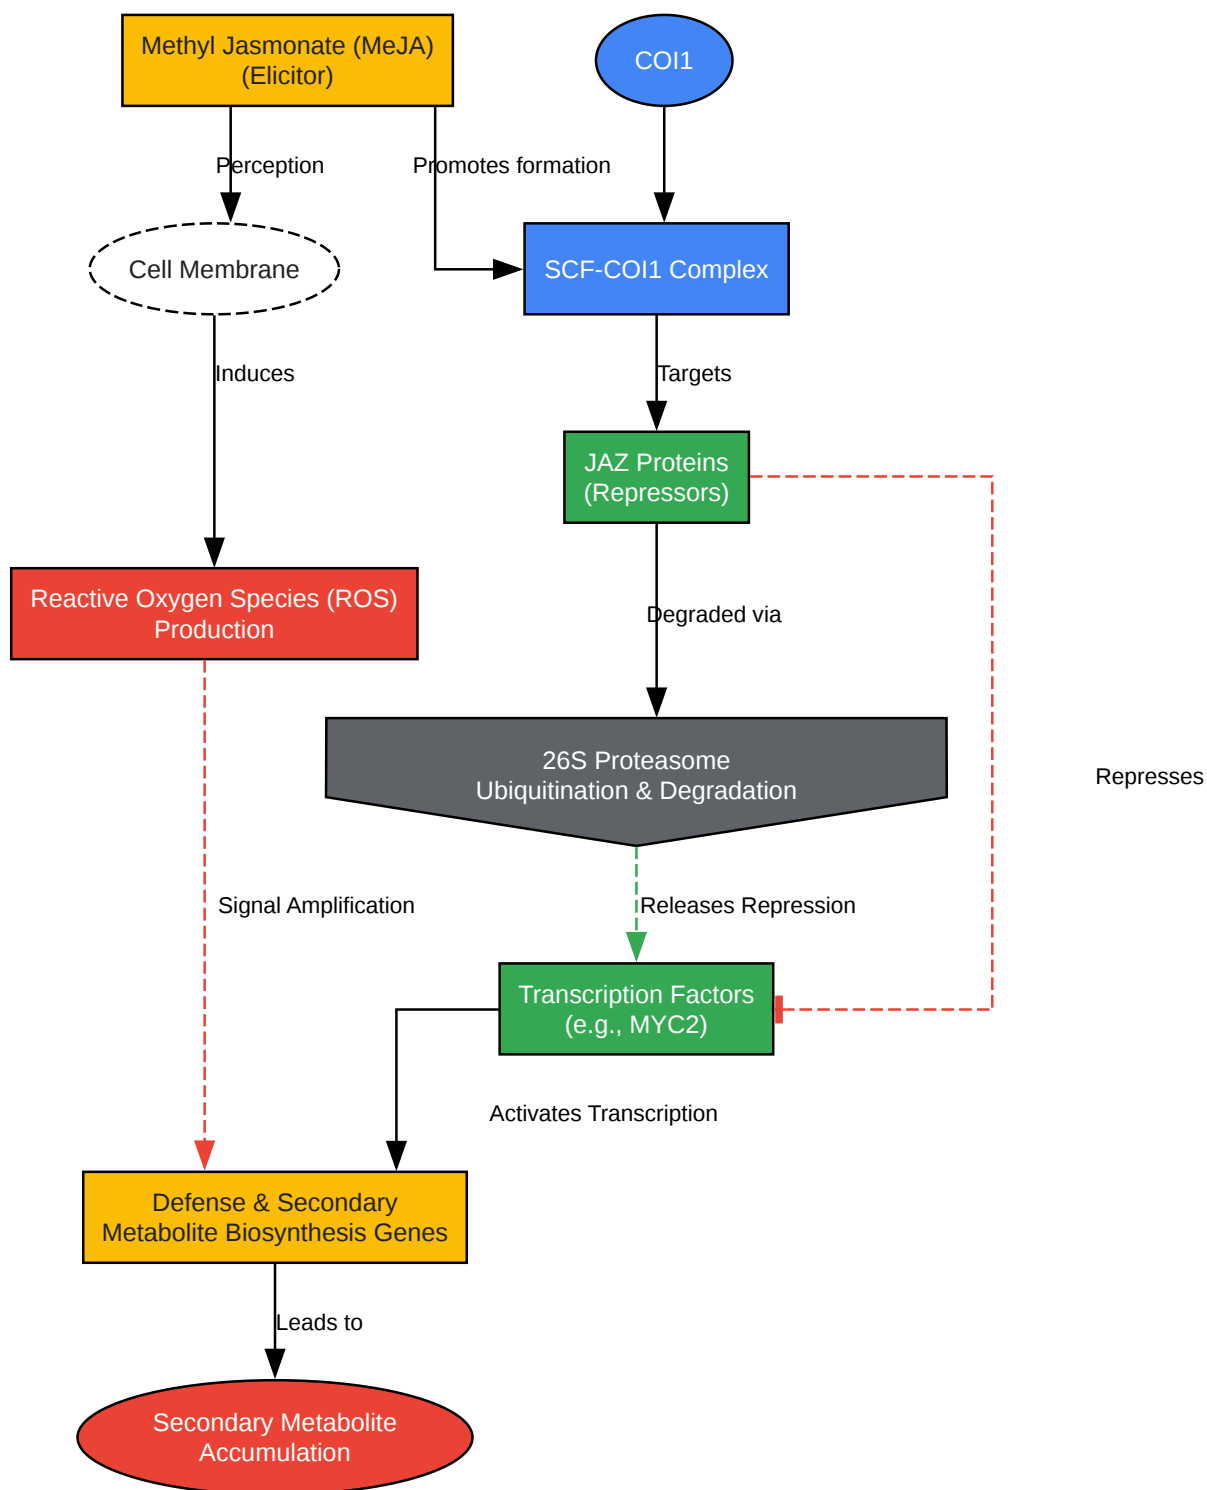 Methyl Jasmonate (MeJA)
(Elicitor)
COI1
Perception
Promotes formation
Cell Membrane
SCF-COI1 Complex
Induces
Targets
JAZ Proteins
(Repressors)
Reactive Oxygen Species (ROS)
Production
Degraded via
26S Proteasome
Ubiquitination & Degradation
Represses
Signal Amplification
Releases Repression
Transcription Factors
(e.g., MYC2)
Activates Transcription
Defense & Secondary
Metabolite Biosynthesis Genes
Leads to
Secondary Metabolite
Accumulation